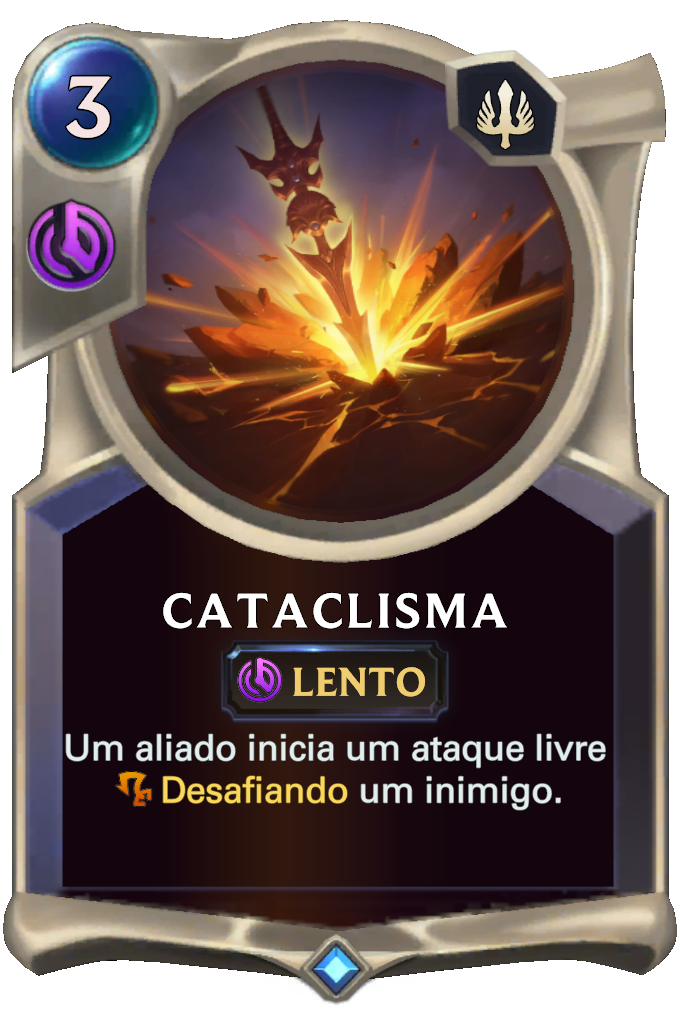 3
CATACLISMA
LENTO
Um aliado inicia um ataque livre
Desafiando um inimigo.